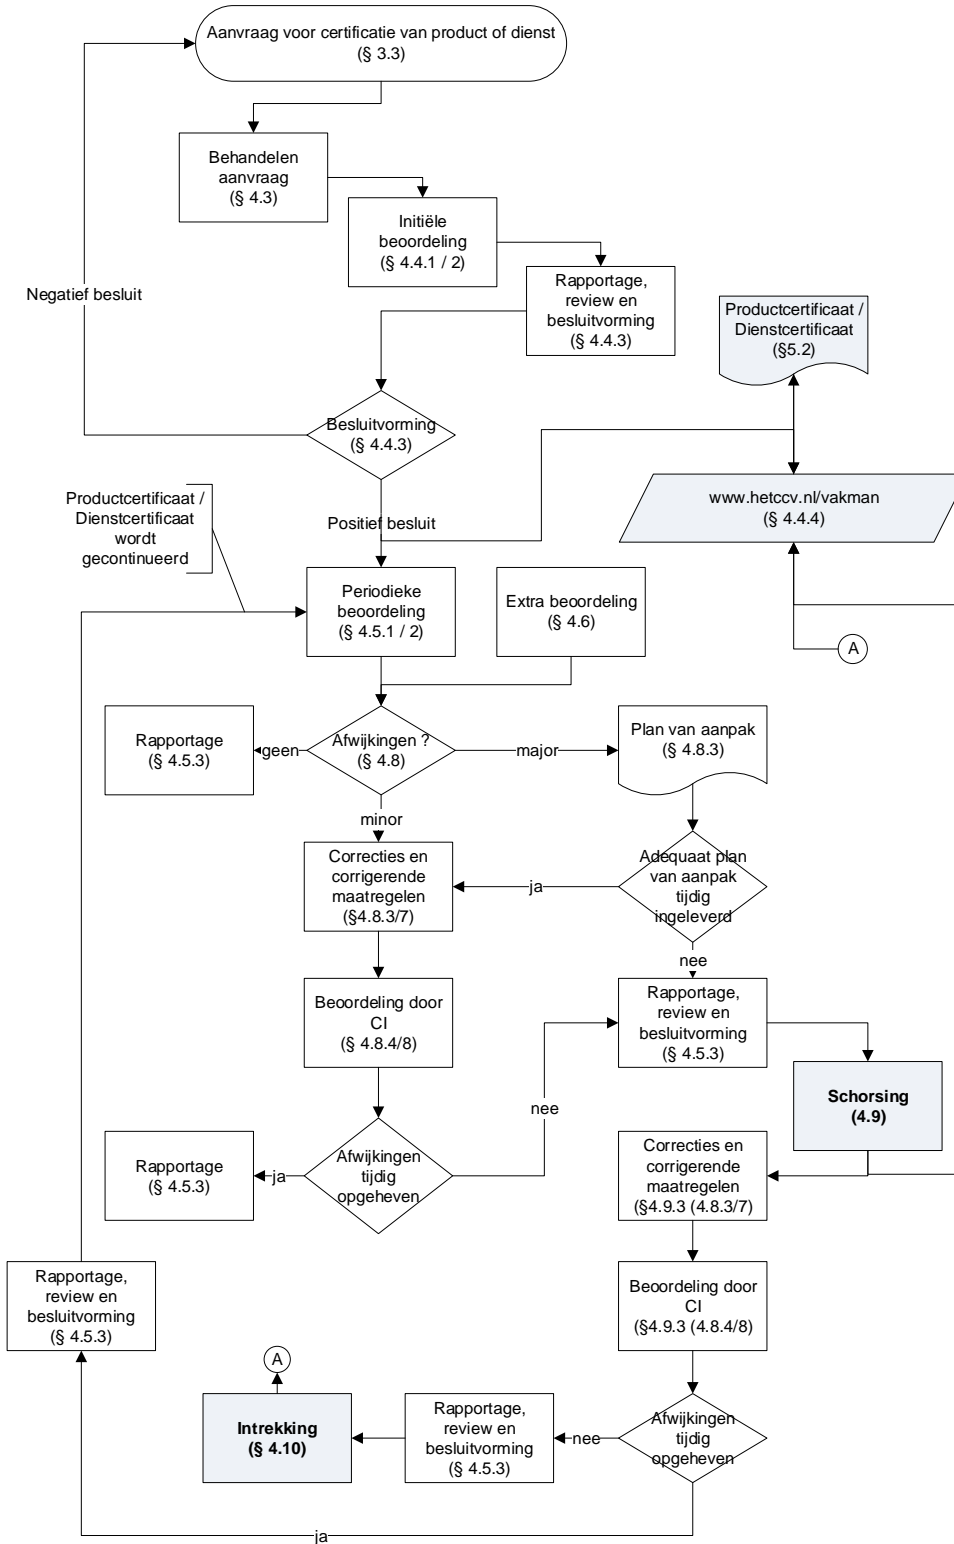 Aanvraag voor certificatie van product of dienst
(§ 3.3)
Behandelen
aanvraag
(§ 4.3)
Initiële
beoordeling
(§ 4.4.1 / 2)
Rapportage,
review en
besluitvorming
(§ 4.4.3)
Negatief besluit
Productcertificaat /
Dienstcertificaat
(§5.2)
Besluitvorming
(§ 4.4.3)
www.hetccv.nl/vakman
(§ 4.4.4)
Productcertificaat /
Dienstcertificaat
wordt
gecontinueerd
Positief besluit
Periodieke
beoordeling
(§ 4.5.1 / 2)
Extra beoordeling
(§ 4.6)
A
Rapportage
(§ 4.5.3)
geen
Afwijkingen ?
(§ 4.8)
major
Plan van aanpak
(§ 4.8.3)
minor
Correcties en
corrigerende
maatregelen
(§4.8.3/7)
ja
Adequaat plan
van aanpak
tijdig
ingeleverd
nee
Beoordeling door
CI
(§ 4.8.4/8)
Rapportage,
review en
besluitvorming
(§ 4.5.3)
Schorsing
(4.9)
nee
Rapportage
(§ 4.5.3)
ja
Afwijkingen
tijdig
opgeheven
Correcties en
corrigerende
maatregelen
(§4.9.3 (4.8.3/7)
Rapportage,
review en
besluitvorming
(§ 4.5.3)
Beoordeling door
CI
(§4.9.3 (4.8.4/8)
A
Intrekking
(§ 4.10)
Rapportage,
review en
besluitvorming
(§ 4.5.3)
nee
Afwijkingen
tijdig
opgeheven
ja